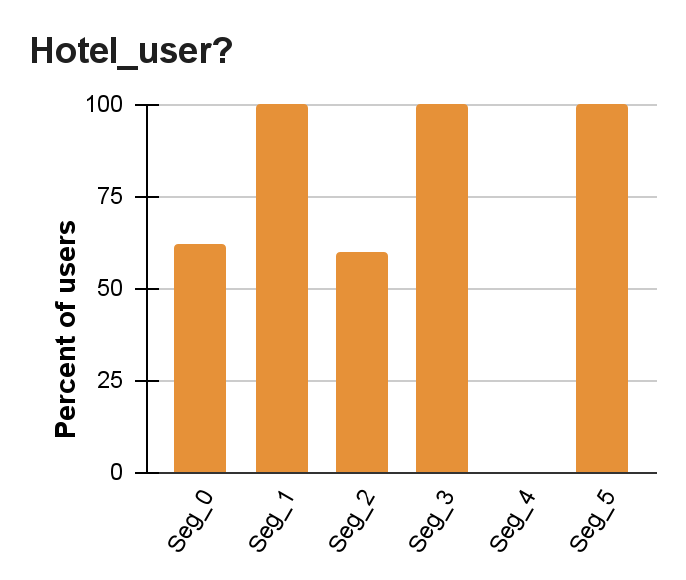 Hotel_user?
Percent of users
100
75
50
25
0
Seg_0
Seg_1
Seg_2
Seg_3
Seg_4
Seg_5